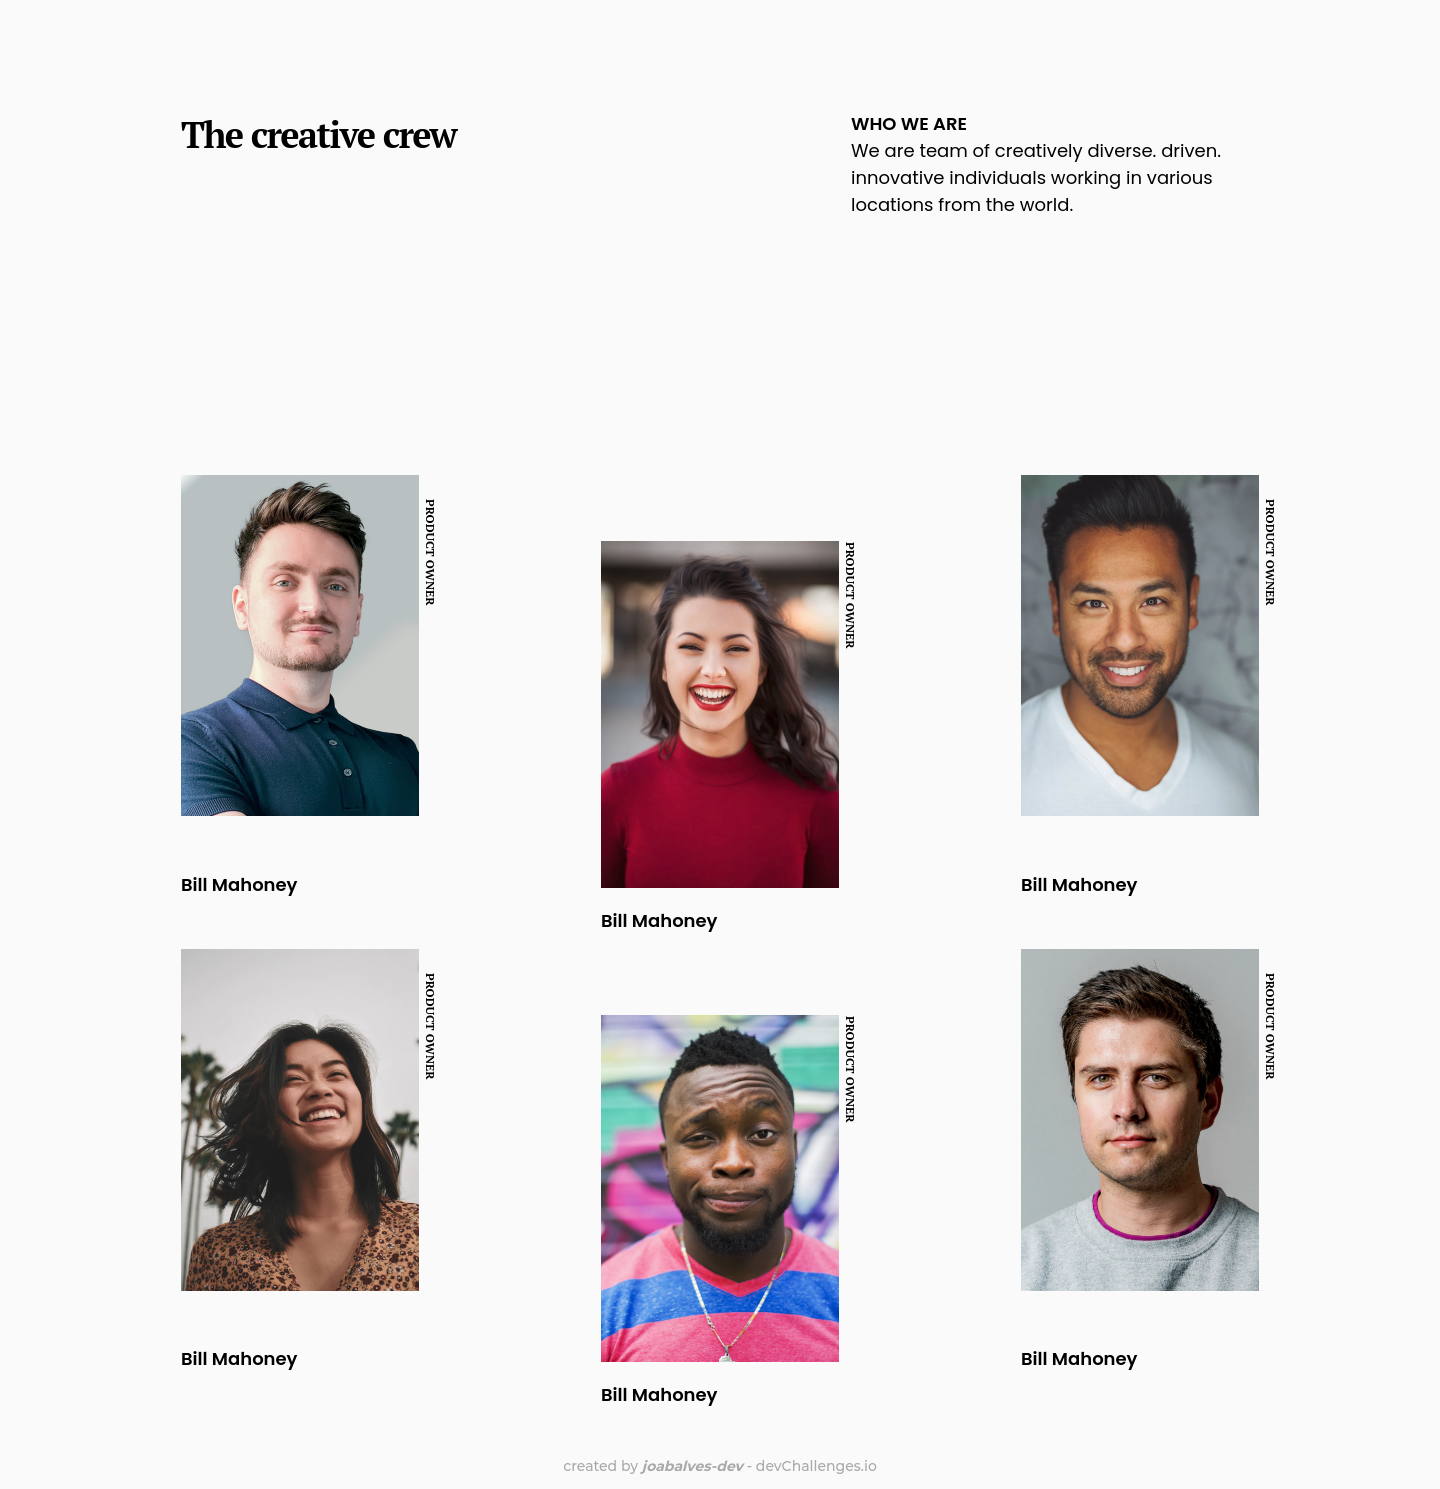 The creative crew
WHO WE ARE
We are team of creatively diverse. driven.
innovative individuals working in various
locations from the world.
PRODUCT OWNER
Bill Mahoney
PRODUCT OWNER
Bill Mahoney
PRODUCT OWNER
Bill Mahoney
PRODUCT OWNER
Bill Mahoney
PRODUCT OWNER
Bill Mahoney
PRODUCT OWNER
Bill Mahoney
created by joabalves-dev - devChallenges.io